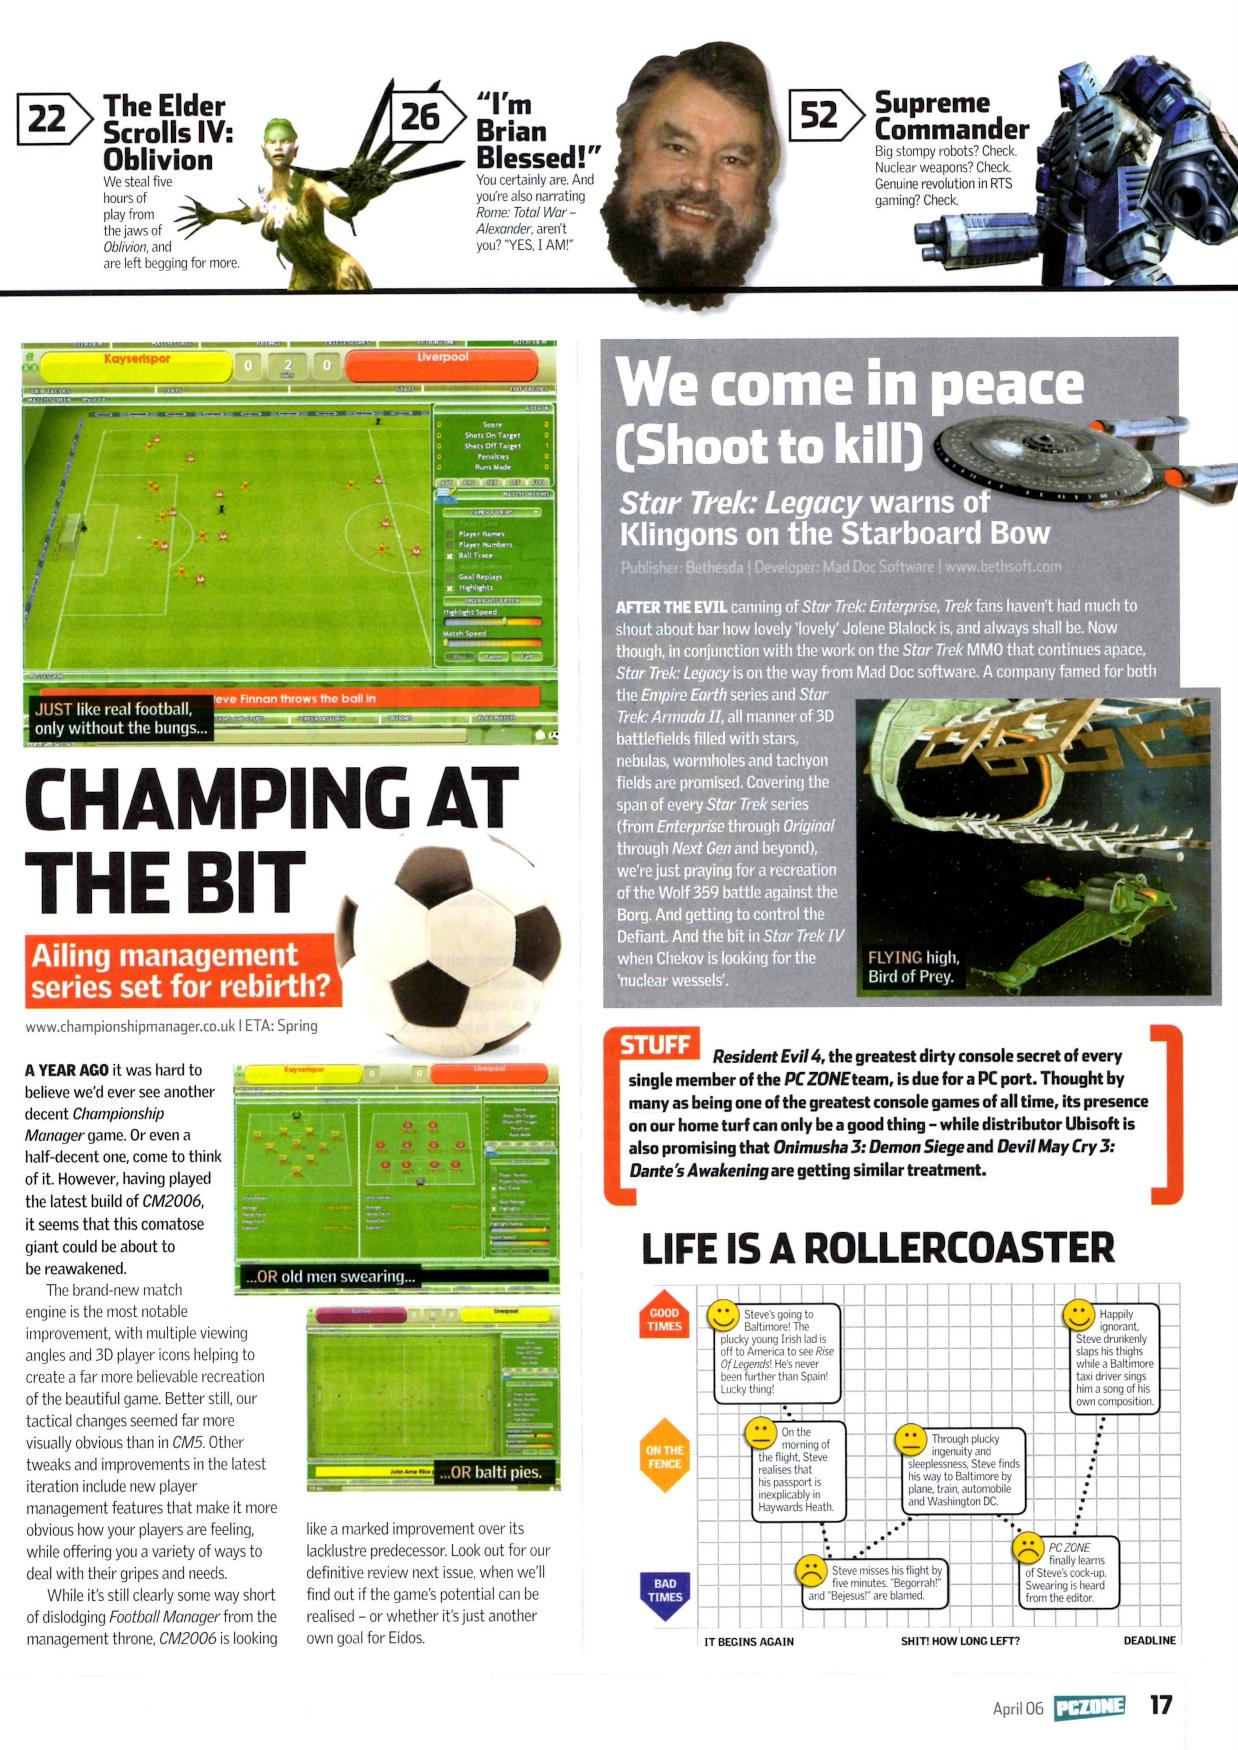 22
The Elder
Scrolls IV:
Oblivion
We steal five
hours of
play from
the jaws of
Oblivion, and
are left begging for more.
26
“I’m
Brian
Blessed!”
You certainly are. And
you’re also narrating
Rome: Total War –
Alexander, aren’t
you? “YES, I AM!”
52
Supreme
Commander
Big stompy robots? Check.
Nuclear weapons? Check.
Genuine revolution in RTS
gaming? Check.
Kayserispor
0 2 0
Liverpool
Score
Shots On Target
Shots Off Target
Penalties
Runs Made
Player Names
Player Numbers
Ball Trace
Goal Replays
Highlights
Highlight Speed
Match Speed
eve Finnan throws the ball in
JUST like real football,
only without the bungs...
CHAMPING AT
THE BIT
Ailing management
series set for rebirth?
www.championshipmanager.co.uk | ETA: Spring
A YEAR AGO it was hard to
believe we’d ever see another
decent Championship
Manager game. Or even a
half-decent one, come to think
of it. However, having played
the latest build of CM2006,
it seems that this comatose
giant could be about to
be reawakened.
The brand-new match
engine is the most notable
improvement, with multiple viewing
angles and 3D player icons helping to
create a far more believable recreation
of the beautiful game. Better still, our
tactical changes seemed far more
visually obvious than in CM5. Other
tweaks and improvements in the latest
iteration include new player
management features that make it more
obvious how your players are feeling,
while offering you a variety of ways to
deal with their gripes and needs.
While it’s still clearly some way short
of dislodging Football Manager from the
management throne, CM2006 is looking
Kayserispor
Liverpool
...OR old men swearing...
Liverpool
...OR balti pies.
like a marked improvement over its
lacklustre predecessor. Look out for our
definitive review next issue, when we’ll
find out if the game’s potential can be
realised – or whether it’s just another
own goal for Eidos.
We come in peace
(Shoot to kill)
Star Trek: Legacy warns of
Klingons on the Starboard Bow
Publisher: Bethesda | Developer: Mad Doc Software | www.bethsoft.com
AFTER THE EVIL canning of Star Trek: Enterprise, Trek fans haven’t had much to
shout about bar how lovely ‘lovely’ Jolene Blalock is, and always shall be. Now
though, in conjunction with the work on the Star Trek MMO that continues apace,
Star Trek: Legacy is on the way from Mad Doc software. A company famed for both
the Empire Earth series and Star
Trek: Armada II, all manner of 3D
battlefields filled with stars,
nebulas, wormholes and tachyon
fields are promised. Covering the
span of every Star Trek series
(from Enterprise through Original
through Next Gen and beyond),
we’re just praying for a recreation
of the Wolf 359 battle against the
Borg. And getting to control the
Defiant. And the bit in Star Trek IV
when Chekov is looking for the
‘nuclear wessels’.
FLYING high,
Bird of Prey.
STUFF Resident Evil 4, the greatest dirty console secret of every
single member of the PC ZONE team, is due for a PC port. Thought by
many as being one of the greatest console games of all time, its presence
on our home turf can only be a good thing – while distributor Ubisoft is
also promising that Onimusha 3: Demon Siege and Devil May Cry 3:
Dante’s Awakening are getting similar treatment.
LIFE IS A ROLLERCOASTER
GOOD
TIMES
ON THE
FENCE
BAD
TIMES
Steve’s going to
Baltimore! The
plucky young Irish lad is
off to America to see Rise
Of Legends! He’s never
been further than Spain!
Lucky thing!
On the
morning of
the flight, Steve
realises that
his passport is
inexplicably in
Haywards Heath.
Steve misses his flight by
five minutes. “Begorrah!”
and “Bejesus!” are blamed.
Through plucky
ingenuity and
sleeplessness, Steve finds
his way to Baltimore by
plane, train, automobile
and Washington DC.
PC ZONE
finally learns
of Steve’s cock-up.
Swearing is heard
from the editor.
Happily
ignorant,
Steve drunkenly
slaps his thighs
while a Baltimore
taxi driver sings
him a song of his
own composition.
IT BEGINS AGAIN
SHIT! HOW LONG LEFT?
DEADLINE
April 06 PCZONE 17